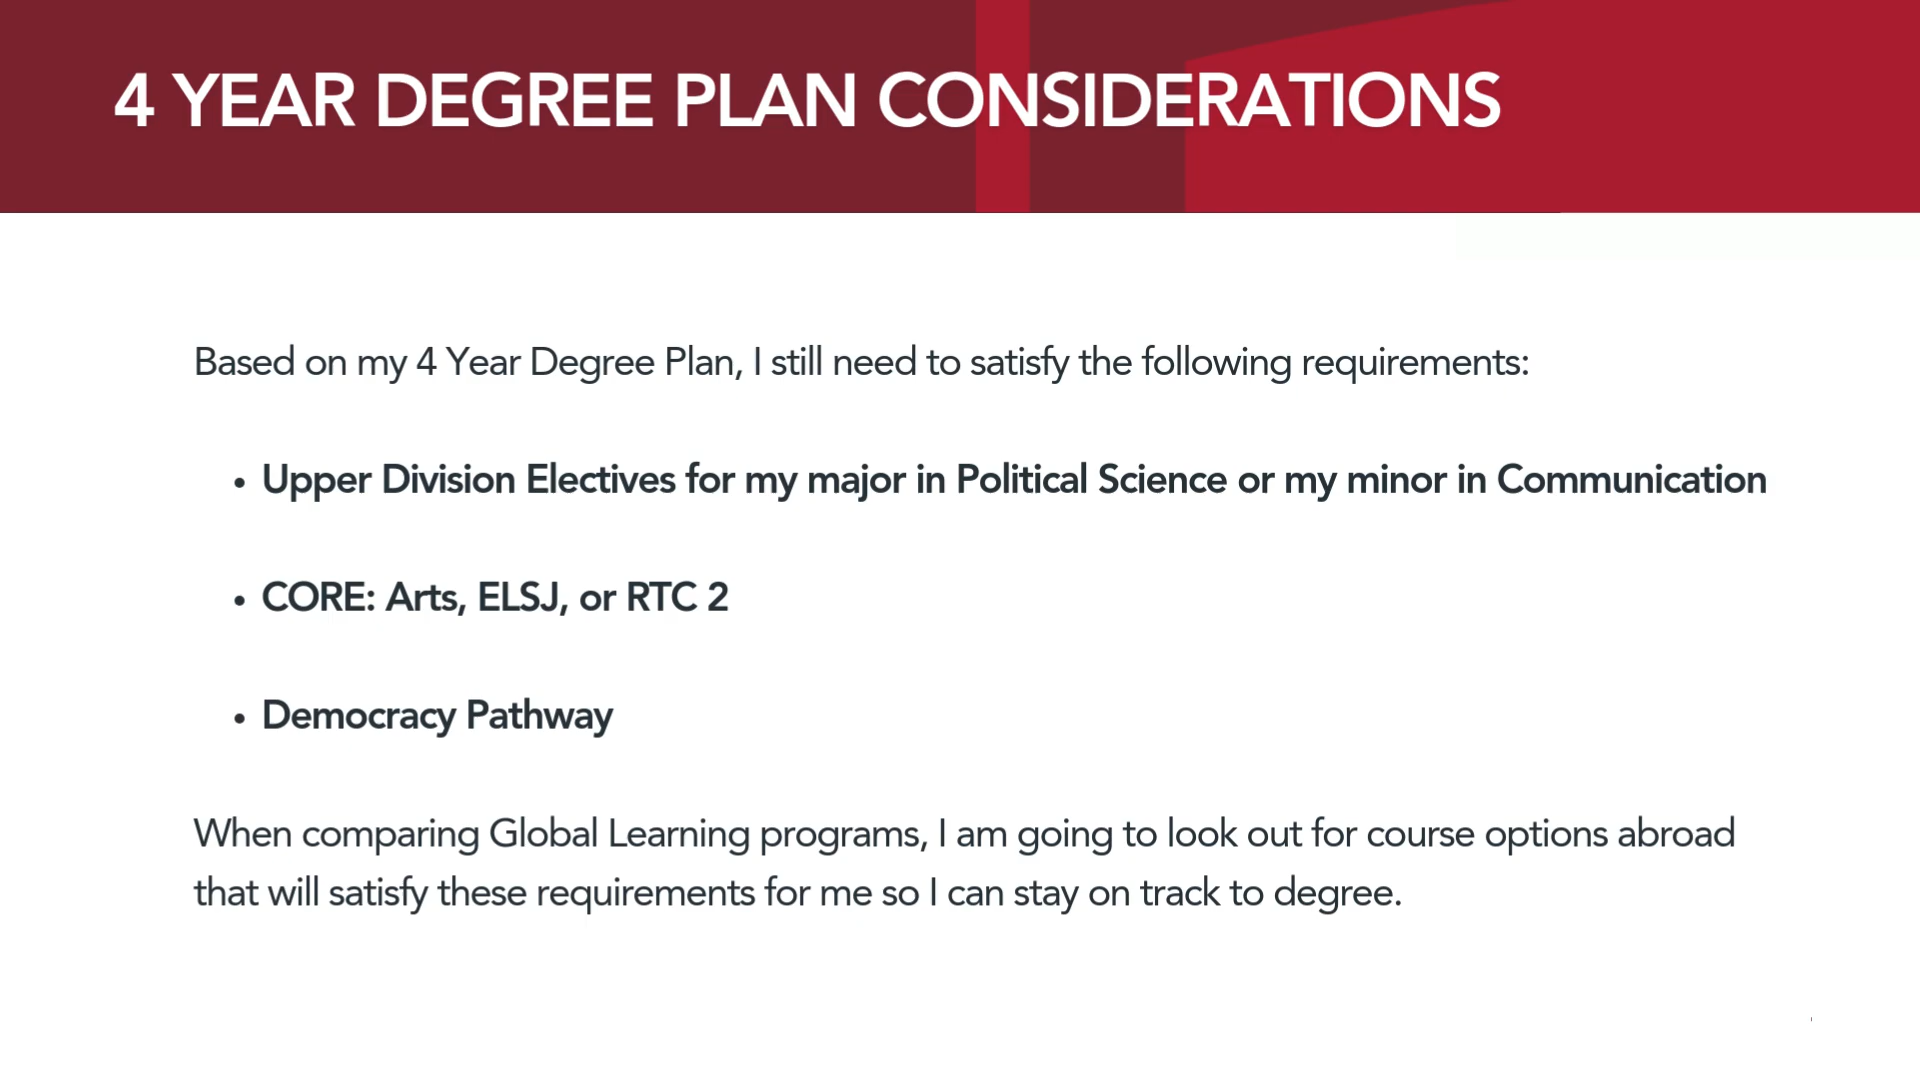 4 YEAR DEGREE PLAN CONSIDERATIONS
Based on my 4 Year Degree Plan, I still need to satisfy the following requirements:
• Upper Division Electives for my major in Political Science or my minor in Communication
• CORE: Arts, ELSJ, or RTC 2
• Democracy Pathway
When comparing Global Learning programs, I am going to look out for course options abroad
that will satisfy these requirements for me so I can stay on track to degree.